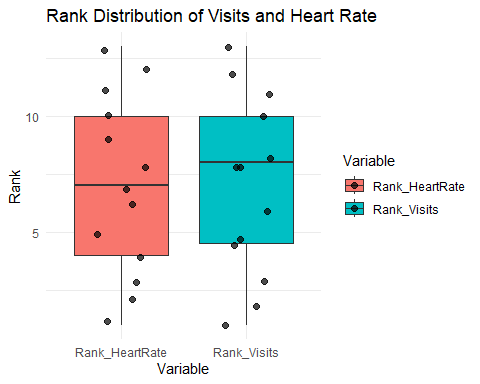 Rank Distribution of Visits and Heart Rate
Rank
10
5
Rank_HeartRate
Rank_Visits
Variable
Variable
Rank_HeartRate
Rank_Visits